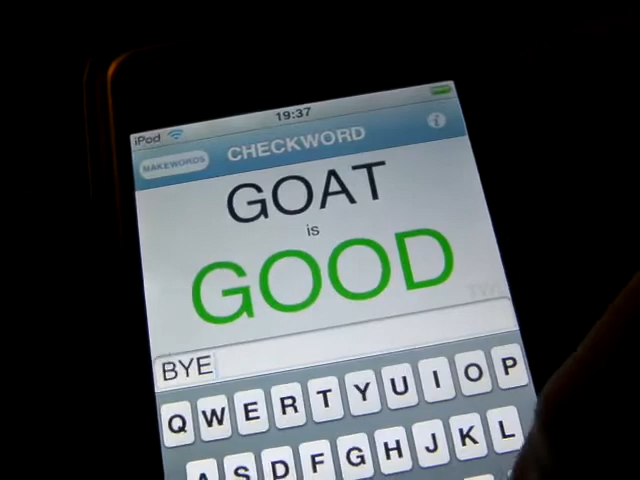 iPod 19:37
MAKEWORDS CHECKWORD i
GOAT
is
GOOD
BYE
Q W E R T Y U I O P
A S D F G H J K L